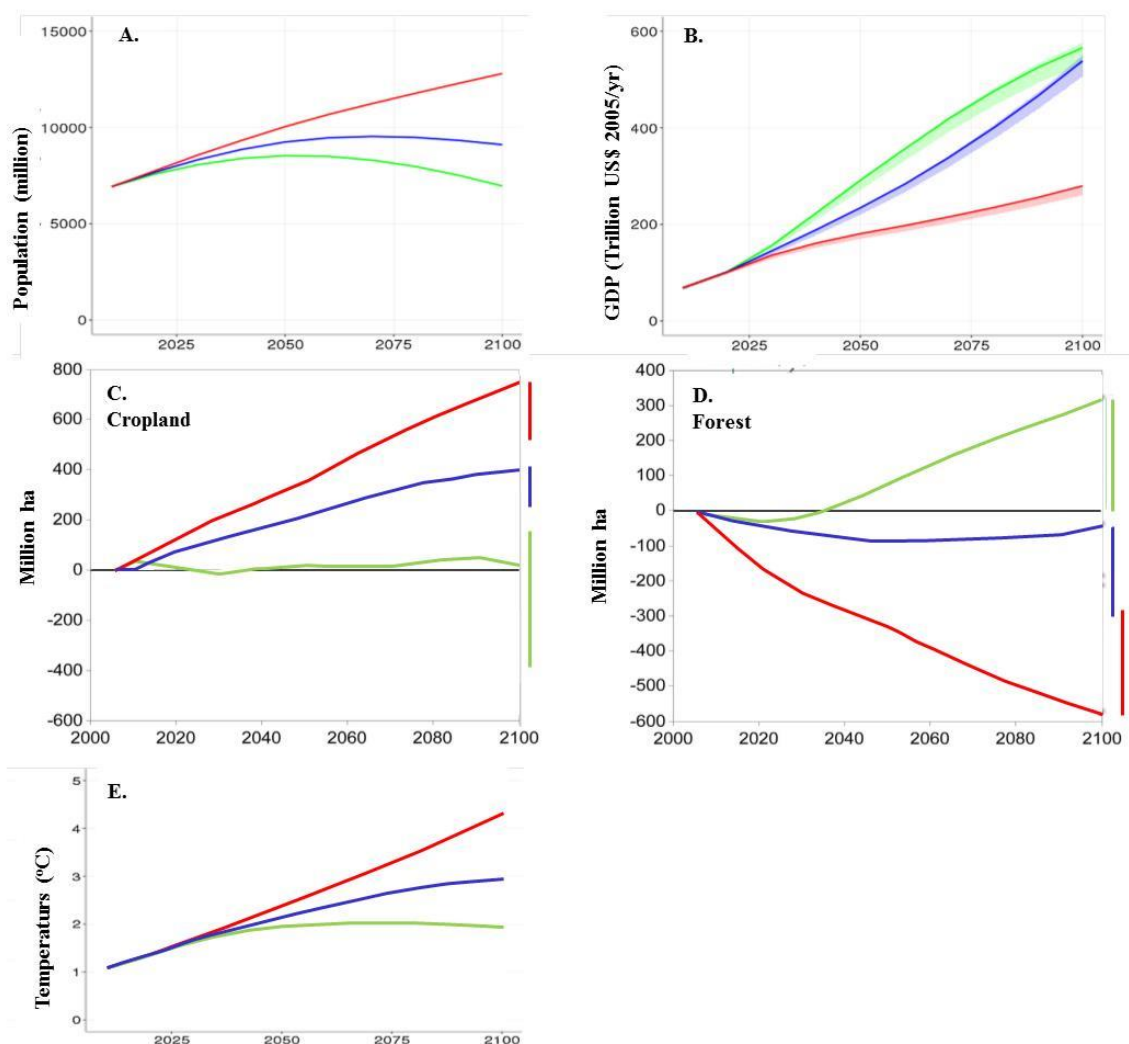 A.
15000
10000
5000
0
Population (million)
2025 2050 2075 2100
B.
600
400
200
0
GDP (Trillion US$ 2005/yr)
2025 2050 2075 2100
C.
Cropland
800
600
400
200
0
-200
-400
-600
Million ha
2000 2020 2040 2060 2080 2100
D.
Forest
400
300
200
100
0
-100
-200
-300
-400
-500
-600
Million ha
2000 2020 2040 2060 2080 2100
E.
5
4
3
2
1
0
Temperaturs (ºC)
2025 2050 2075 2100